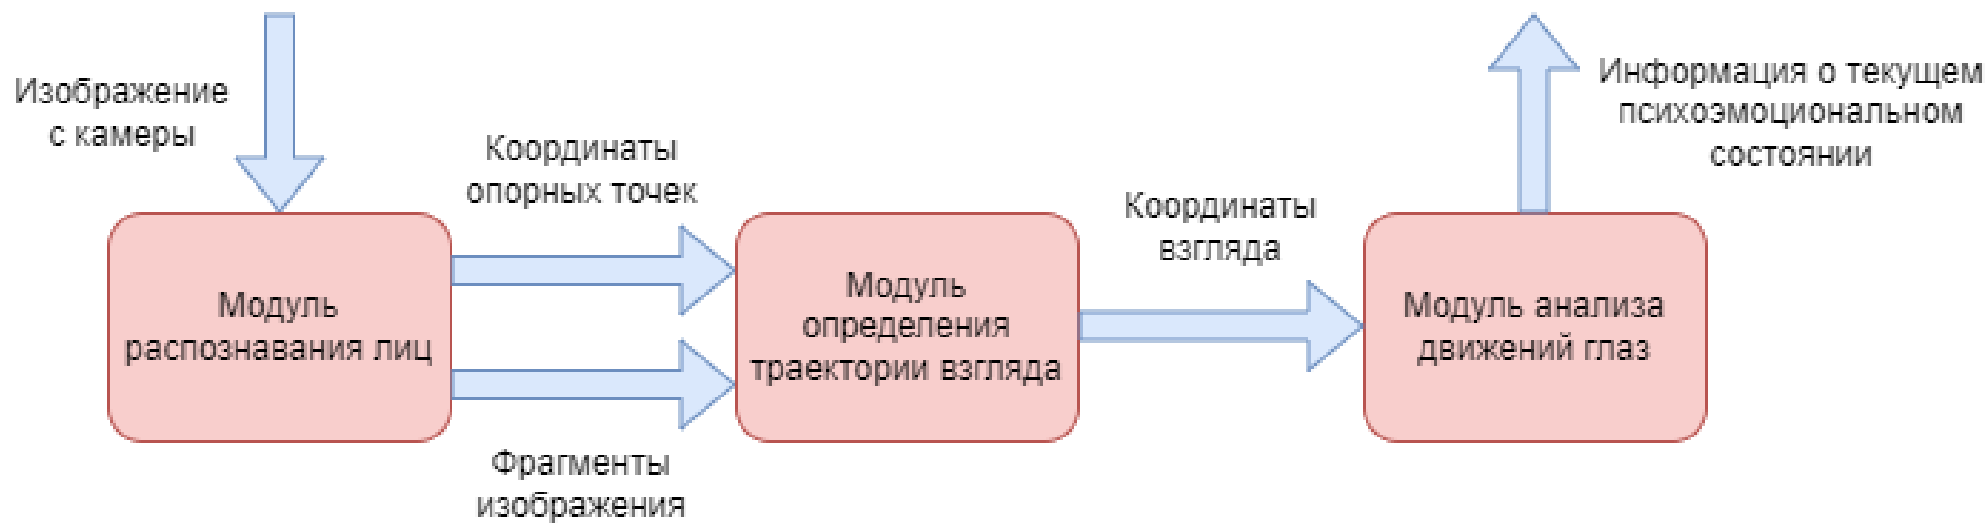 Изображение
с камеры
Модуль
распознавания лиц
Координаты
опорных точек
Фрагменты
изображения
Модуль
определения
траектории взгляда
Координаты
взгляда
Модуль анализа
движений глаз
Информация о текущем
психоэмоциональном
состоянии